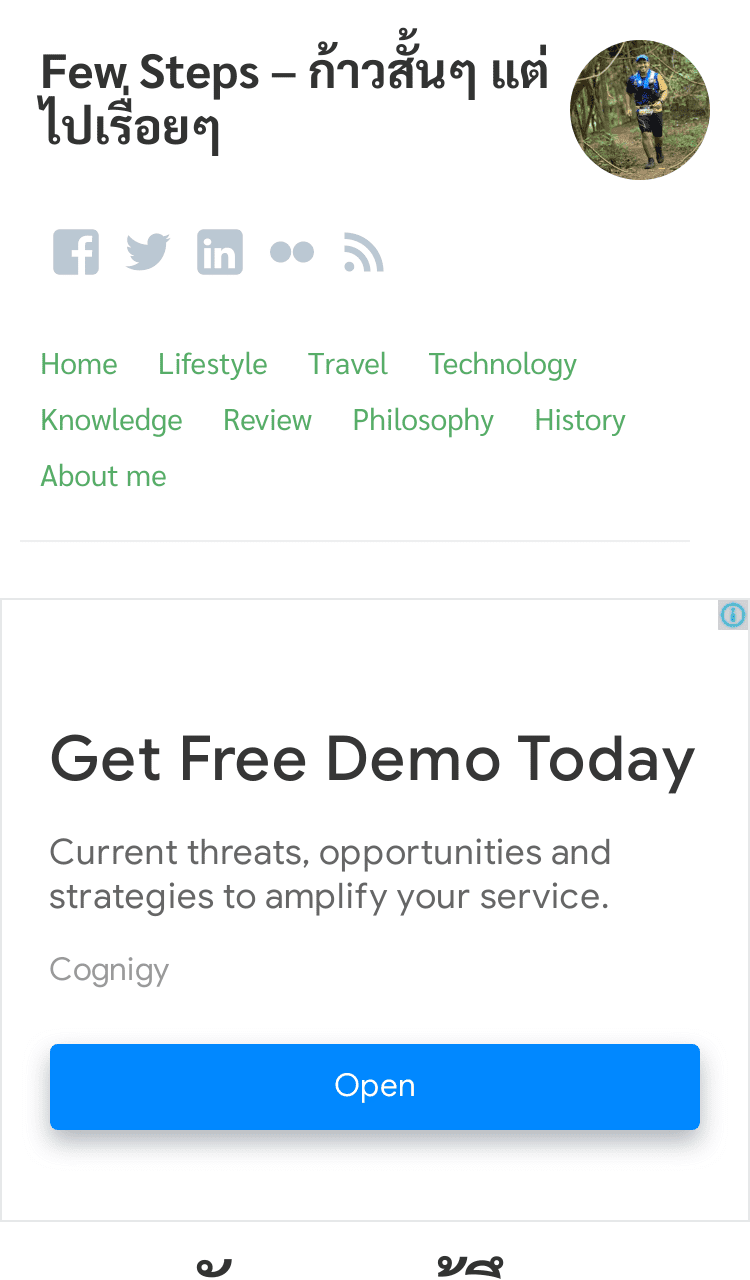 Few Steps – ก้าวสั้นๆ แต่
ไปเรื่อยๆ
Home Lifestyle Travel Technology
Knowledge Review Philosophy History
About me
Get Free Demo Today
Current threats, opportunities and
strategies to amplify your service.
Cognigy
Open